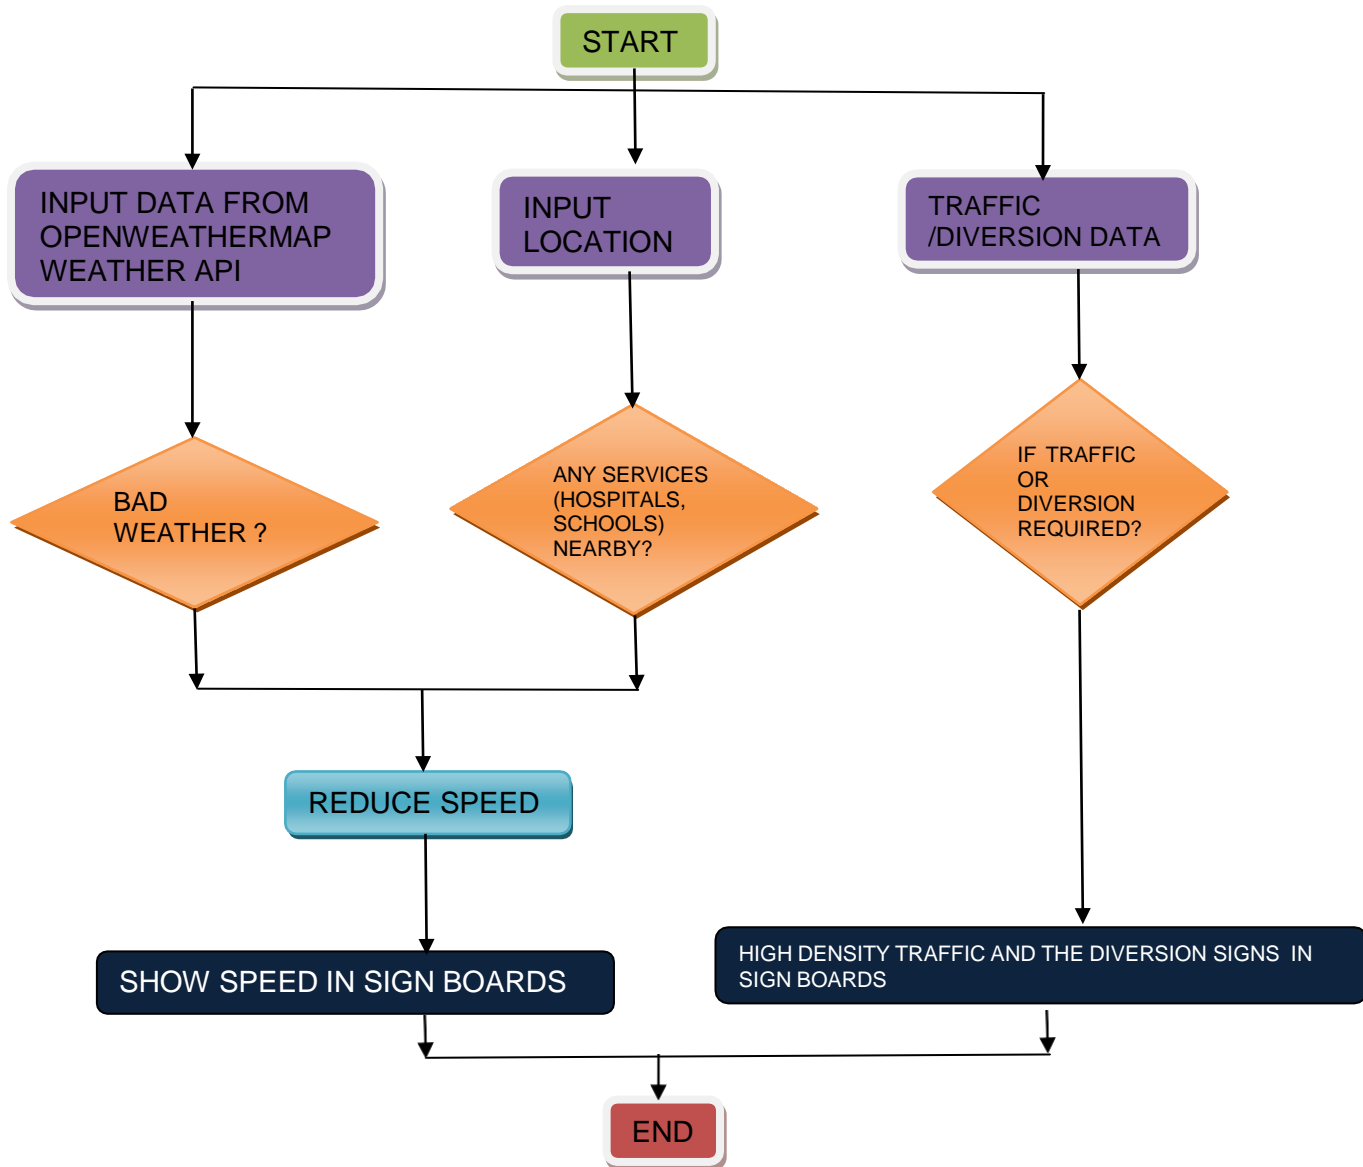 START
INPUT DATA FROM
OPENWEATHERMAP
WEATHER API
INPUT
LOCATION
TRAFFIC
/DIVERSION DATA
BAD
WEATHER ?
ANY SERVICES
(HOSPITALS,
SCHOOLS)
NEARBY?
IF TRAFFIC
OR
DIVERSION
REQUIRED?
REDUCE SPEED
SHOW SPEED IN SIGN BOARDS
HIGH DENSITY TRAFFIC AND THE DIVERSION SIGNS IN
SIGN BOARDS
END